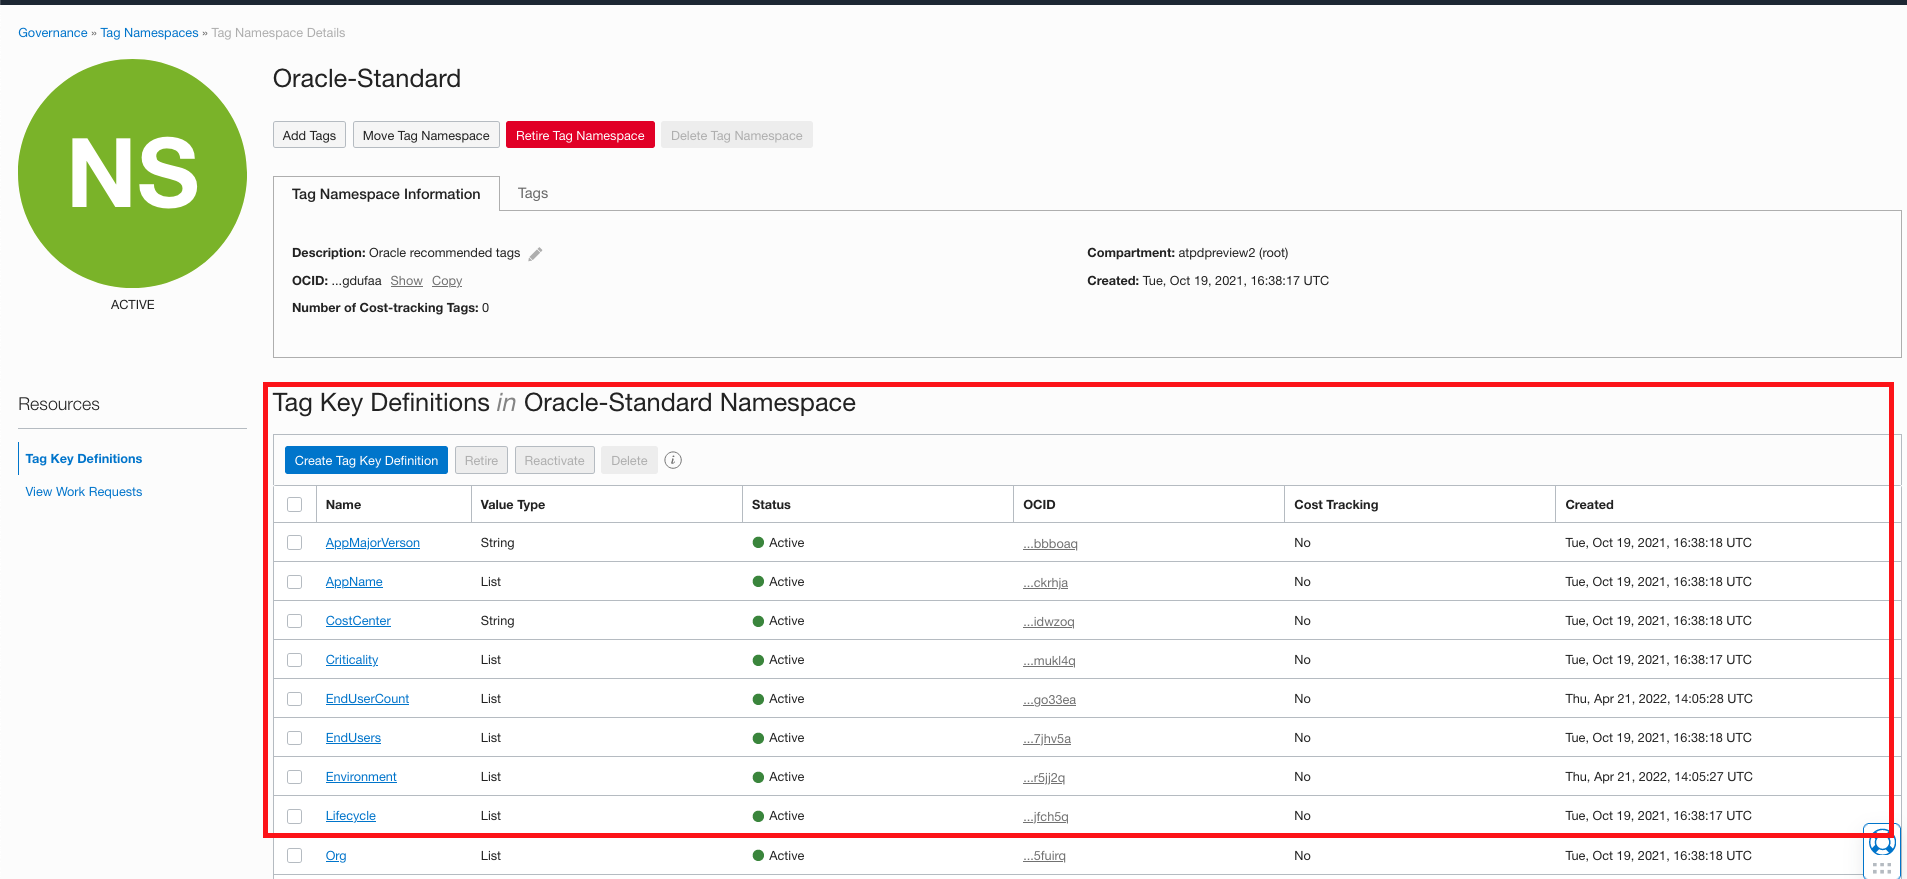 Governance » Tag Namespaces » Tag Namespace Details
NS
ACTIVE
Oracle-Standard
Add Tags Move Tag Namespace Retire Tag Namespace Delete Tag Namespace
Tag Namespace Information Tags
Description: Oracle recommended tags
OCID: ...gdufaa Show Copy
Number of Cost-tracking Tags: 0
Compartment: atpdpreview2 (root)
Created: Tue, Oct 19, 2021, 16:38:17 UTC
Resources
Tag Key Definitions
View Work Requests
Tag Key Definitions in Oracle-Standard Namespace
Create Tag Key Definition Retire Reactivate Delete i
Name Value Type Status OCID Cost Tracking Created
AppMajorVerson String Active ...bbboaq No Tue, Oct 19, 2021, 16:38:18 UTC
AppName List Active ...ckrhja No Tue, Oct 19, 2021, 16:38:18 UTC
CostCenter String Active ...idwzoq No Tue, Oct 19, 2021, 16:38:18 UTC
Criticality List Active ...mukl4q No Tue, Oct 19, 2021, 16:38:17 UTC
EndUserCount List Active ...go33ea No Thu, Apr 21, 2022, 14:05:28 UTC
EndUsers List Active ...7jhv5a No Tue, Oct 19, 2021, 16:38:18 UTC
Environment List Active ...r5jj2q No Thu, Apr 21, 2022, 14:05:27 UTC
Lifecycle List Active ...jfch5q No Tue, Oct 19, 2021, 16:38:17 UTC
Org List Active ...5fuirq No Tue, Oct 19, 2021, 16:38:18 UTC